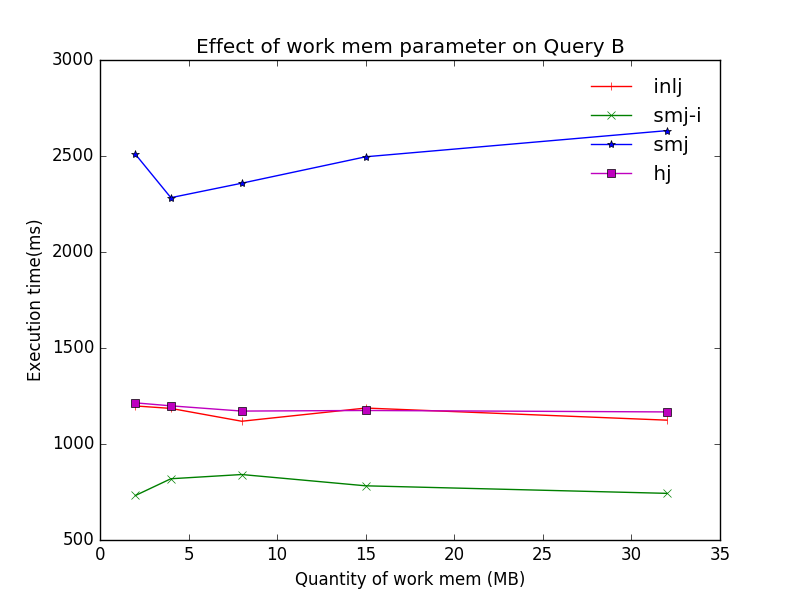 Effect of work mem parameter on Query B
3000
2500
2000
1500
1000
500
Execution time(ms)
inlj
smj-i
smj
hj
0 5 10 15 20 25 30 35
Quantity of work mem (MB)